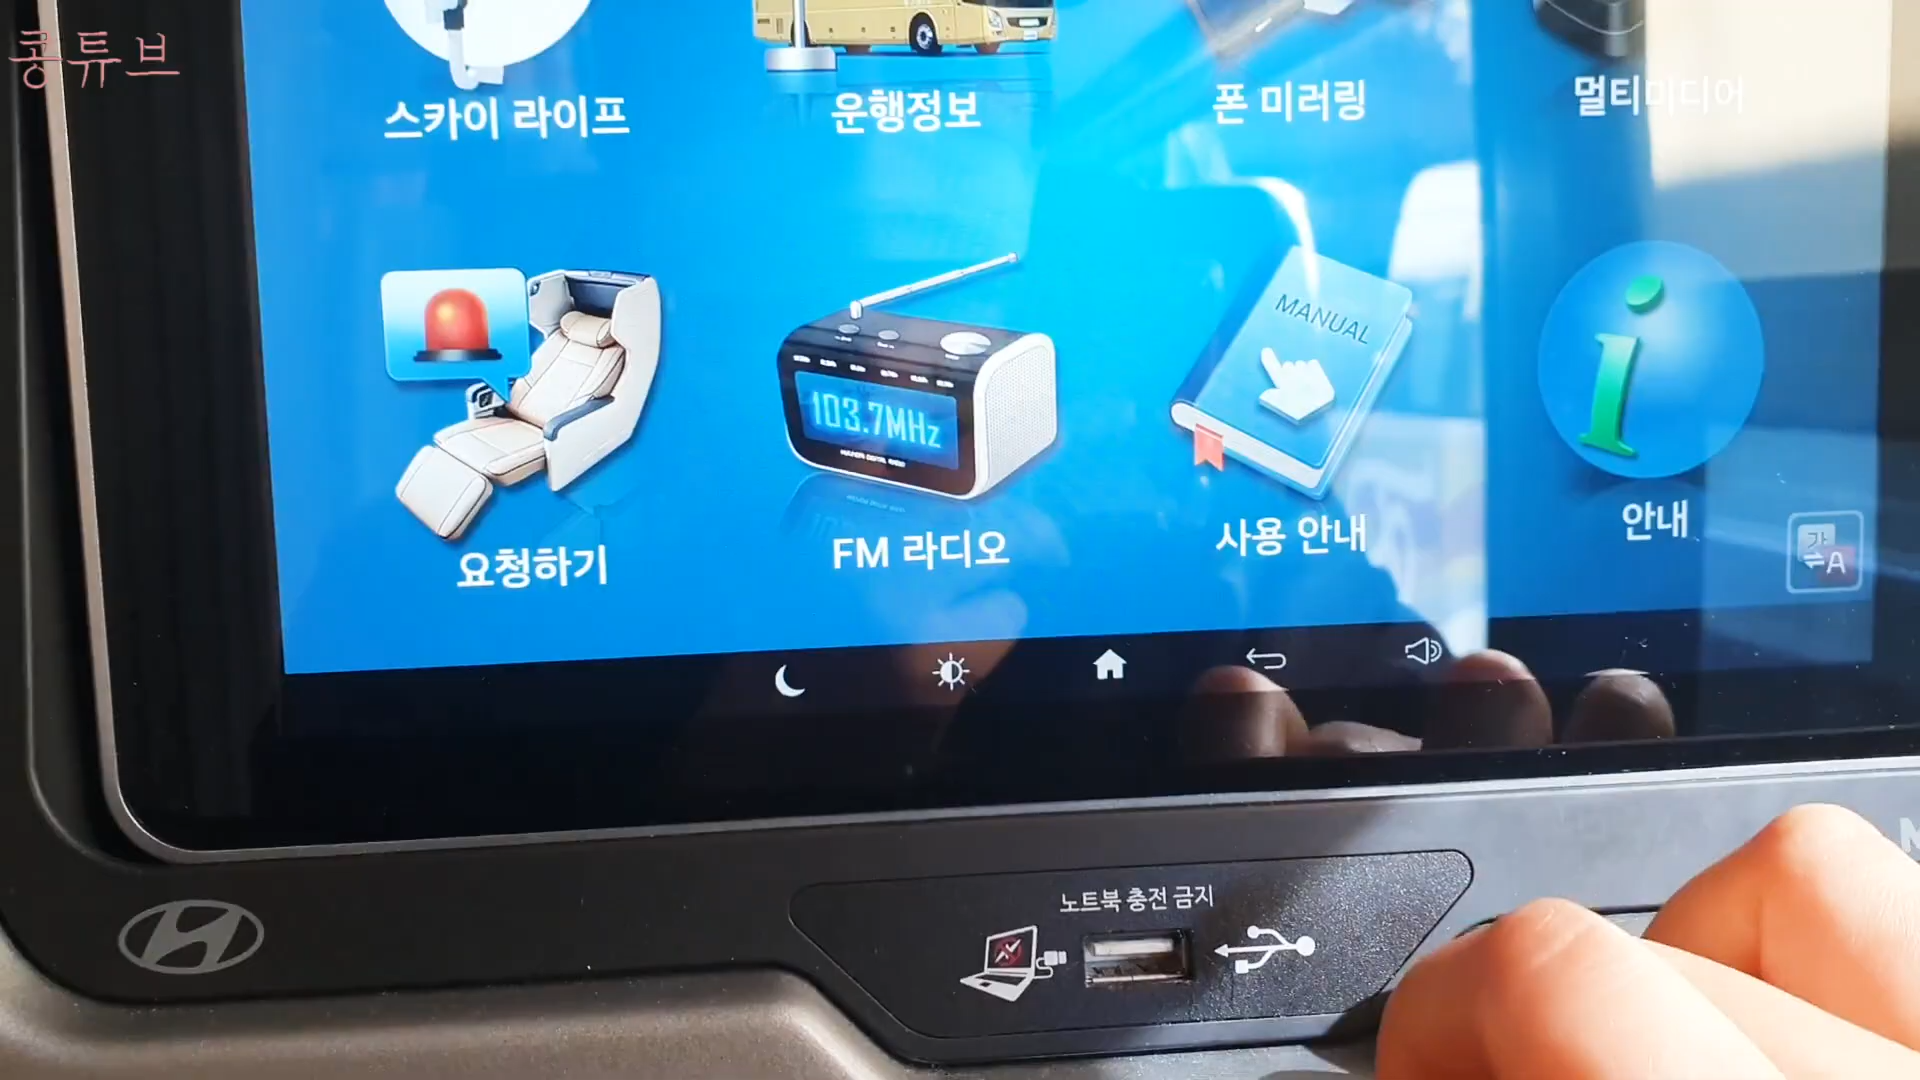 콩튜브
스카이 라이프
운행정보
폰 미러링
멀티미디어
MANUAL
103.7MHz
요청하기
FM 라디오
사용 안내
안내
가
A
노트북 충전 금지